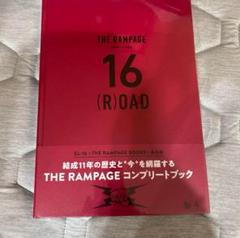 THE RAMPAGE
16
(R)OAD
結成11年の歴史と"今"を網羅する
THE RAMPAGE コンプリートブック